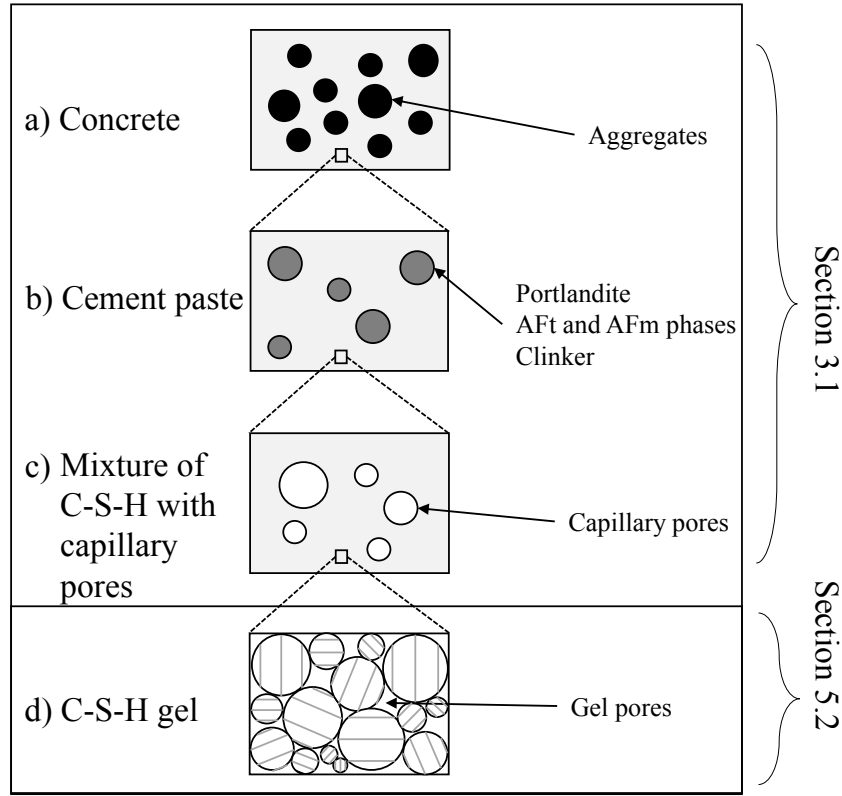 a) Concrete
Aggregates
b) Cement paste
Portlandite
AFt and AFm phases
Clinker
Section 3.1
c) Mixture of
C-S-H with
capillary
pores
Capillary pores
d) C-S-H gel
Gel pores
Section 5.2